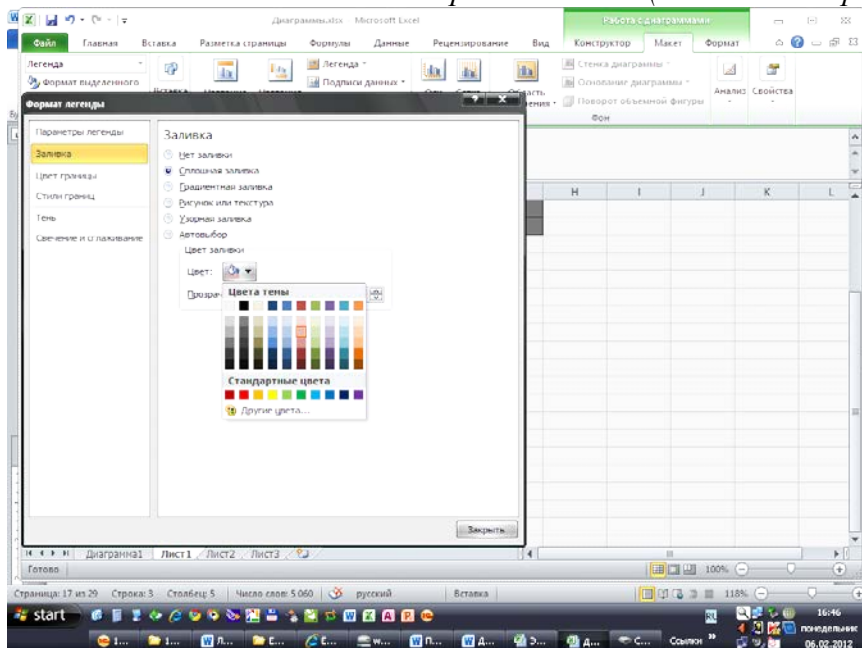 Диаграммы.xlsx - Microsoft Excel
Работа с диаграммами
Файл Главная Вставка Разметка страницы Формулы Данные Рецензирование Вид Конструктор Макет Формат
Легенда
Формат выделенного
Легенда
Подписи данных
Стенка диаграммы
Основание диаграммы
Поворот объемной фигуры
Фон
Анализ Свойства
Формат легенды
Параметры легенды
Заливка
Цвет границы
Стили границ
Тень
Свечение и сглаживание
Заливка
Нет заливки
Сплошная заливка
Градиентная заливка
Рисунок или текстура
Узорная заливка
Автовыбор
Цвет заливки
Цвет:
Прозрач
Цвета темы
Стандартные цвета
Другие цвета...
Закрыть
H I J K L
Диаграмма1 Лист1 Лист2 Лист3
Готово 100%
Страница: 17 из 29 Строка: 3 Столбец: 5 Число слов: 5 060 русский Вставка 118%
start 16:46
1... 1... Л... Е... Е... w... П... Д... Э... д... С... Ссылки » понедельник
06.02.2012